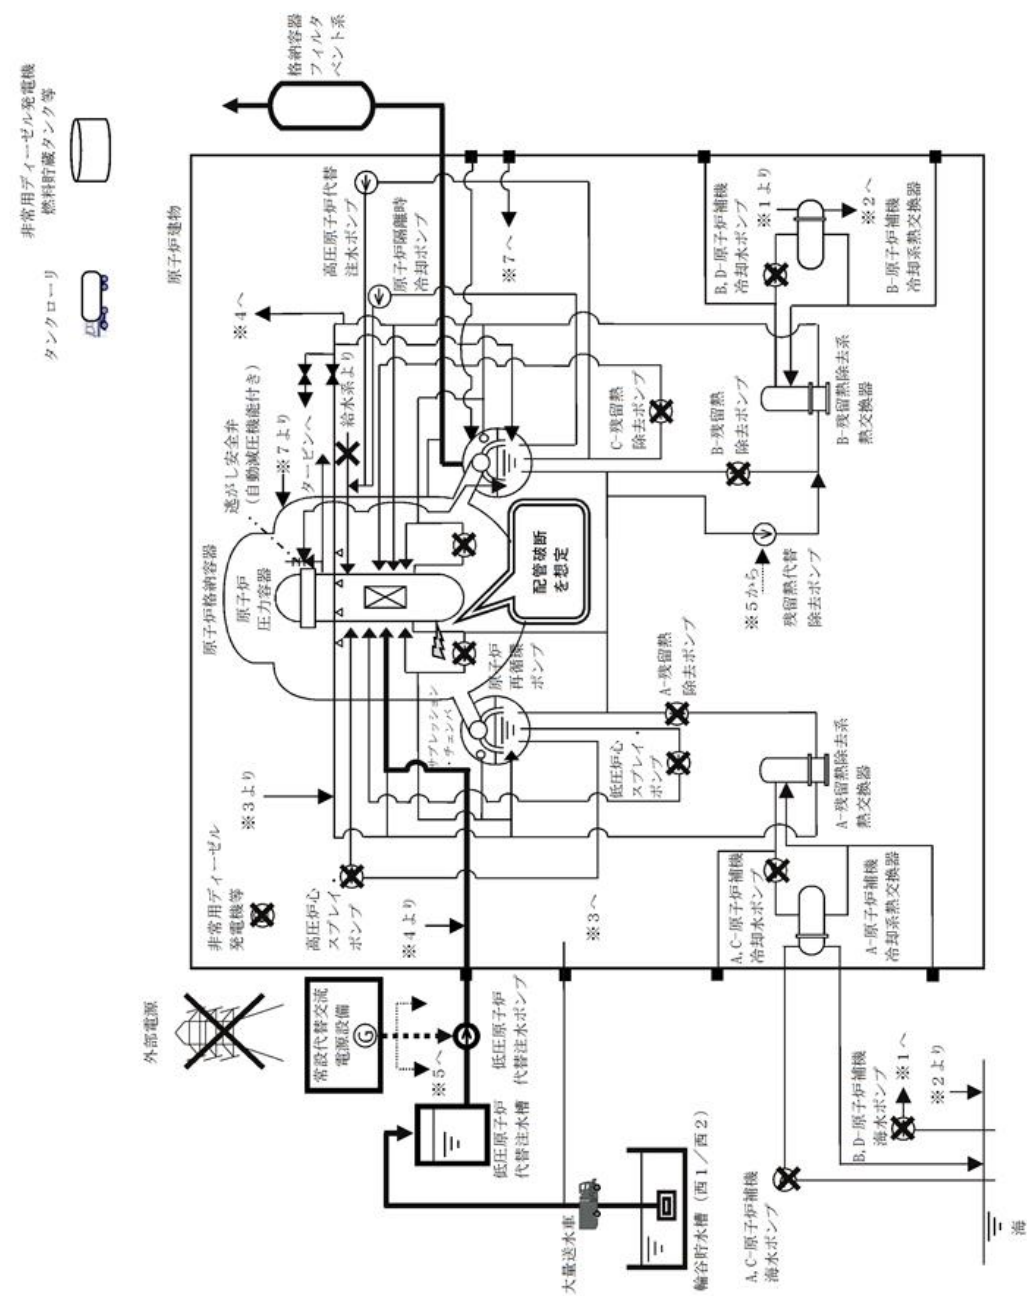 非常用ディーゼル発電機
燃料貯蔵タンク等
タンクローリ
格納容器
フィルタ
ベント系
原子炉建物
高圧原子炉代替
注水ポンプ
原子炉隔離時
冷却ポンプ
※7へ
※4へ
B,D-原子炉補機
冷却水ポンプ
※1より
※2へ
B-原子炉補機
冷却系熱交換器
逃がし安全弁
(自動減圧機能付き)
※7より
タービンへ
給水系より
C-残留熱
除去ポンプ
B-残留熱
除去ポンプ
B-残留熱除去系
熱交換器
原子炉格納容器
原子炉
圧力容器
配管破断
を想定
※5から
残留熱代替
除去ポンプ
原子炉
再循環
ポンプ
A-残留熱
除去ポンプ
サプレッション
・チェンバ
低圧炉心
スプレイ・
ポンプ
A-残留熱除去系
熱交換器
※3より
非常用ディーゼル
発電機等
高圧炉心
スプレイ・
ポンプ
※4より
※3へ
A,C-原子炉補機
冷却水ポンプ
A-原子炉補機
冷却系熱交換器
外部電源
常設代替交流
電源設備
G
※5へ
低圧原子炉
代替注水ポンプ
低圧原子炉
代替注水槽
大量送水車
輪谷貯水槽(西1/西2)
A,C-原子炉補機
海水ポンプ
B,D-原子炉補機
海水ポンプ
※1へ
※2より
海